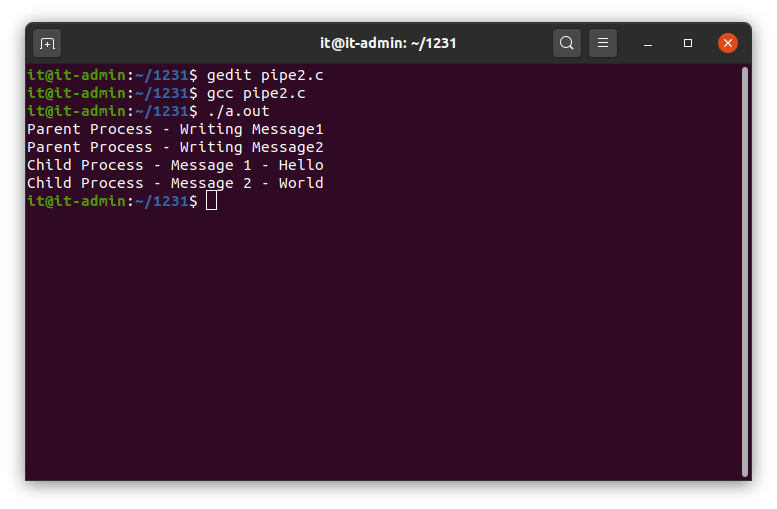 it@it-admin: ~/1231
it@it-admin:~/1231$ gedit pipe2.c
it@it-admin:~/1231$ gcc pipe2.c
it@it-admin:~/1231$ ./a.out
Parent Process - Writing Message1
Parent Process - Writing Message2
Child Process - Message 1 - Hello
Child Process - Message 2 - World
it@it-admin:~/1231$